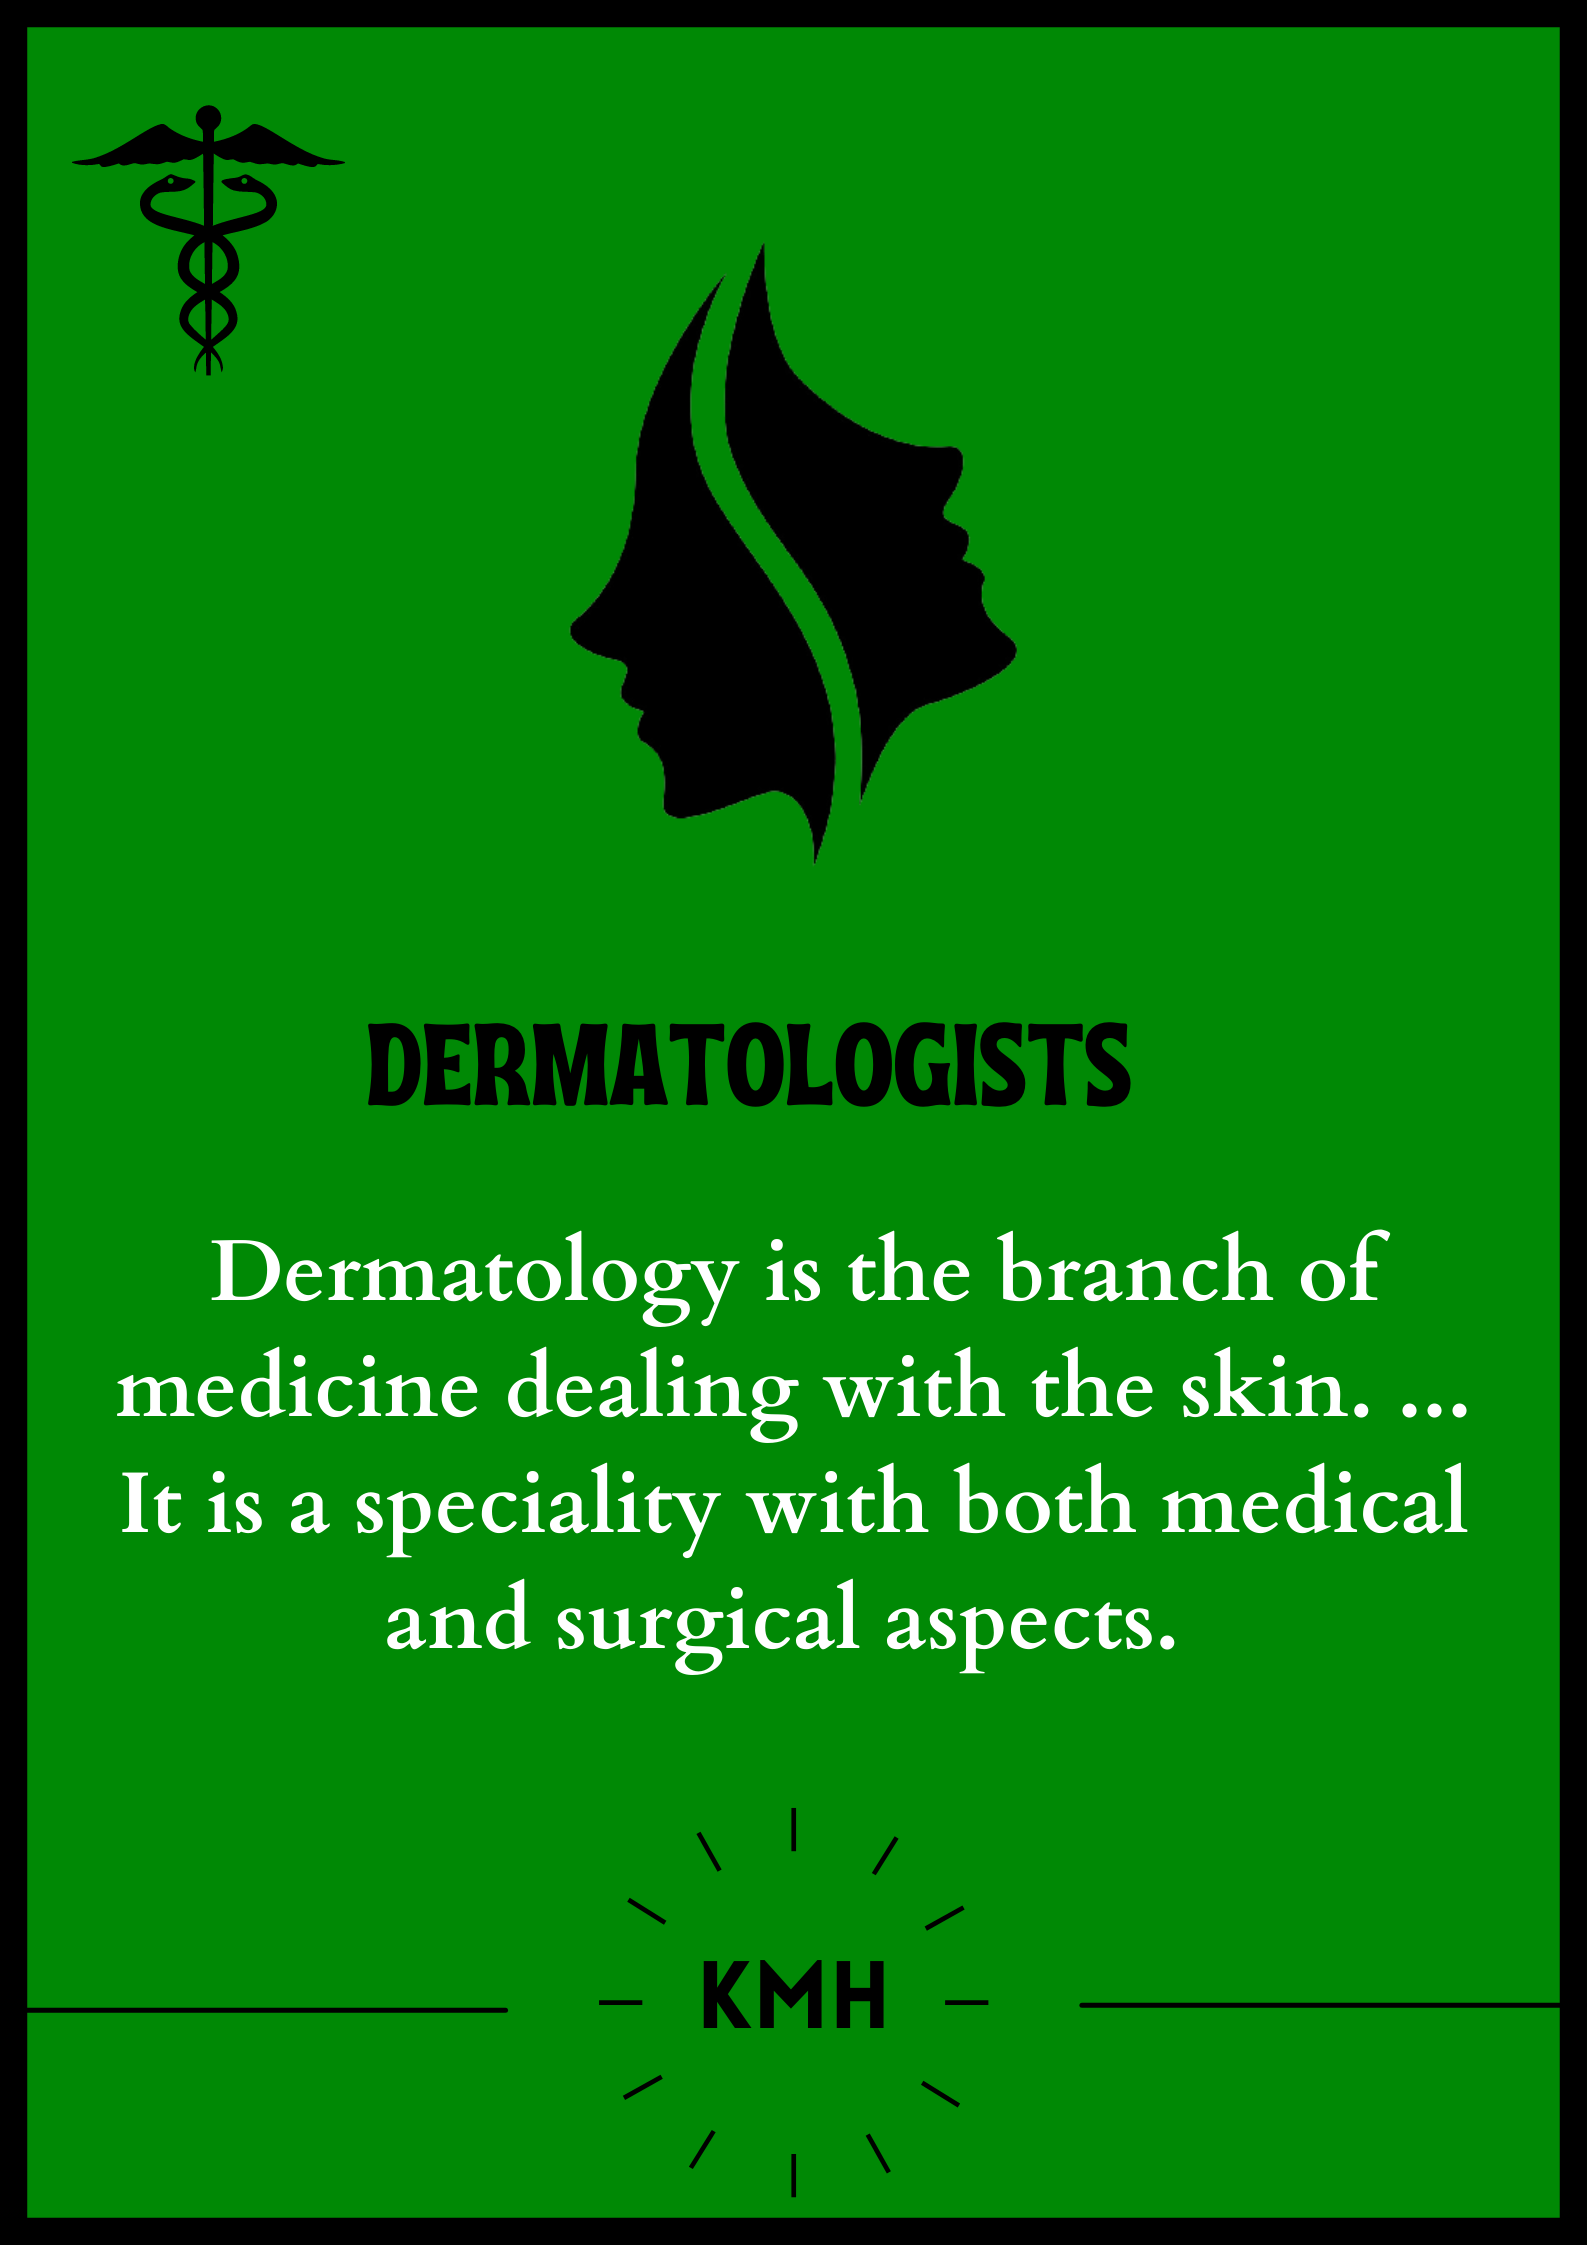 DERMATOLOGISTS
Dermatology is the branch of
medicine dealing with the skin. ...
It is a speciality with both medical
and surgical aspects.
KMH